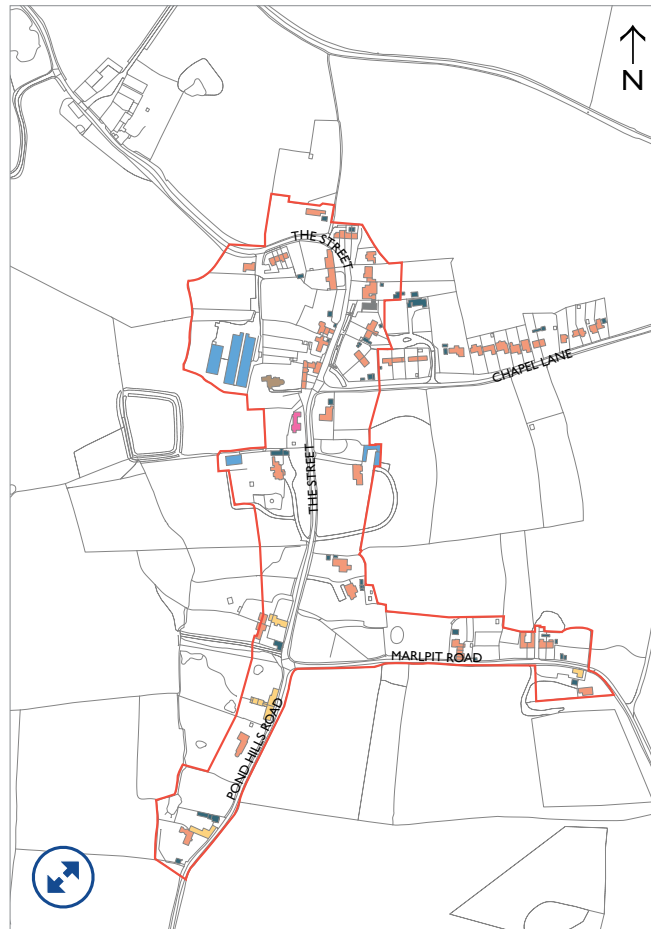 N
THE STREET
CHAPEL LANE
THE STREET
MARLPIT ROAD
POND HILLS ROAD